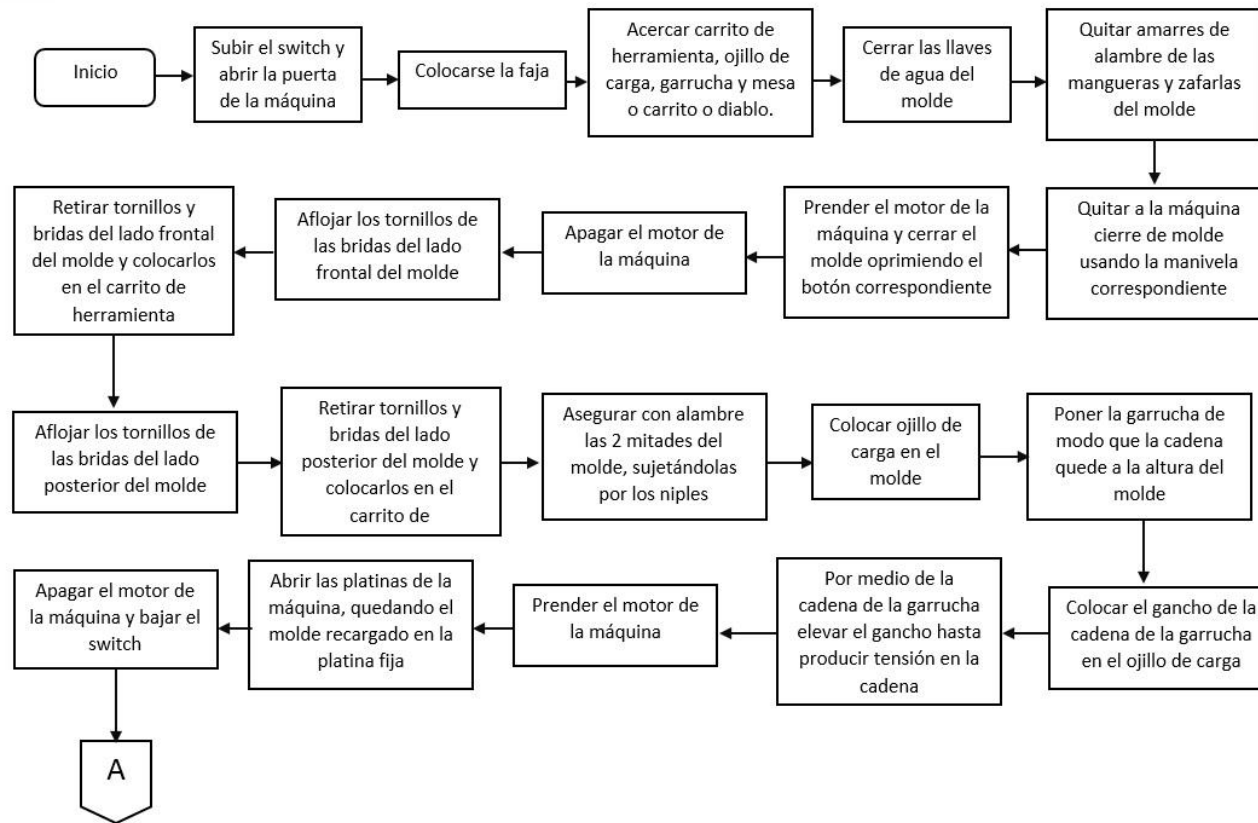 Inicio
Subir el switch y
abrir la puerta
de la máquina
Colocarse la faja
Acercar carrito de
herramienta, ojillo de
carga, garrucha y mesa
o carrito o diablo.
Cerrar las llaves
de agua del
molde
Quitar amarres de
alambre de las
mangueras y zafarlas
del molde
Quitar a la máquina
cierre de molde
usando la manivela
correspondiente
Prender el motor de la
máquina y cerrar el
molde oprimiendo el
botón correspondiente
Apagar el motor de
la máquina
Aflojar los tornillos de
las bridas del lado
frontal del molde
Retirar tornillos y
bridas del lado frontal
del molde y colocarlos
en el carrito de
herramienta
Aflojar los tornillos de
las bridas del lado
posterior del molde
Retirar tornillos y
bridas del lado
posterior del molde y
colocarlos en el
carrito de
Asegurar con alambre
las 2 mitades del
molde, sujetándolas
por los niples
Colocar ojillo de
carga en el
molde
Poner la garrucha de
modo que la cadena
quede a la altura del
molde
Colocar el gancho de la
cadena de la garrucha
en el ojillo de carga
Por medio de la
cadena de la garrucha
elevar el gancho hasta
producir tensión en la
cadena
Prender el motor de
la máquina
Abrir las platinas de la
máquina, quedando el
molde recargado en la
platina fija
Apagar el motor de
la máquina y bajar el
switch
A